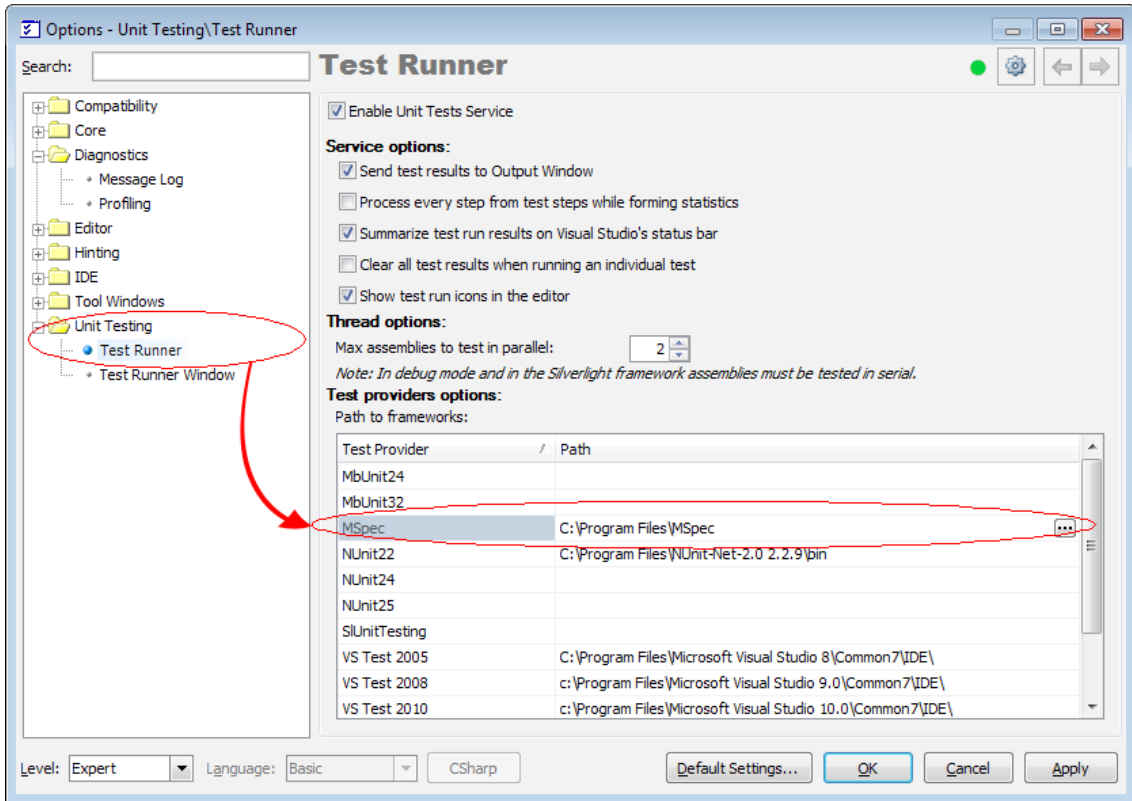 Options - Unit Testing\Test Runner
Search:
Test Runner
Compatibility
Core
Diagnostics
Message Log
Profiling
Editor
Hinting
IDE
Tool Windows
Unit Testing
Test Runner
Test Runner Window
Enable Unit Tests Service
Service options:
Send test results to Output Window
Process every step from test steps while forming statistics
Summarize test run results on Visual Studio's status bar
Clear all test results when running an individual test
Show test run icons in the editor
Thread options:
Max assemblies to test in parallel: 2
Note: In debug mode and in the Silverlight framework assemblies must be tested in serial.
Test providers options:
Path to frameworks:
Test Provider Path
MbUnit24
MbUnit32
MSpec C:\Program Files\MSpec ...
NUnit22 C:\Program Files\NUnit-Net-2.0 2.2.9\bin
NUnit24
NUnit25
SlUnitTesting
VS Test 2005 C:\Program Files\Microsoft Visual Studio 8\Common7\IDE\
VS Test 2008 c:\Program Files\Microsoft Visual Studio 9.0\Common7\IDE\
VS Test 2010 c:\Program Files\Microsoft Visual Studio 10.0\Common7\IDE\
Level: Expert Language: Basic CSharp Default Settings... OK Cancel Apply